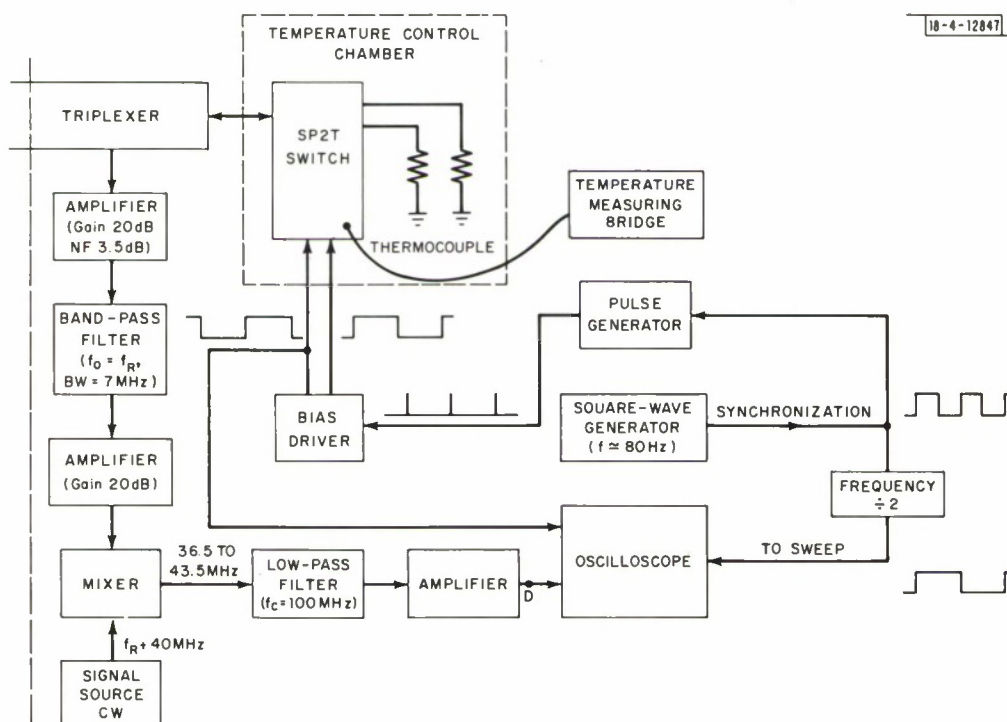 18-4-12847
TEMPERATURE CONTROL
CHAMBER
TRIPLEXER
SP2T
SWITCH
AMPLIFIER
(Gain 20dB
NF 3.5dB)
TEMPERATURE
MEASURING
BRIDGE
THERMOCOUPLE
BAND-PASS
FILTER
(f₀ = f_R,
BW = 7MHz)
PULSE
GENERATOR
BIAS
DRIVER
SQUARE-WAVE
GENERATOR
(f ≃ 80Hz)
SYNCHRONIZATION
AMPLIFIER
(Gain 20dB)
FREQUENCY
÷ 2
MIXER
36.5 TO
43.5MHz
LOW-PASS
FILTER
(f_C = 100MHz)
AMPLIFIER
D
OSCILLOSCOPE
TO SWEEP
f_R + 40MHz
SIGNAL
SOURCE
CW